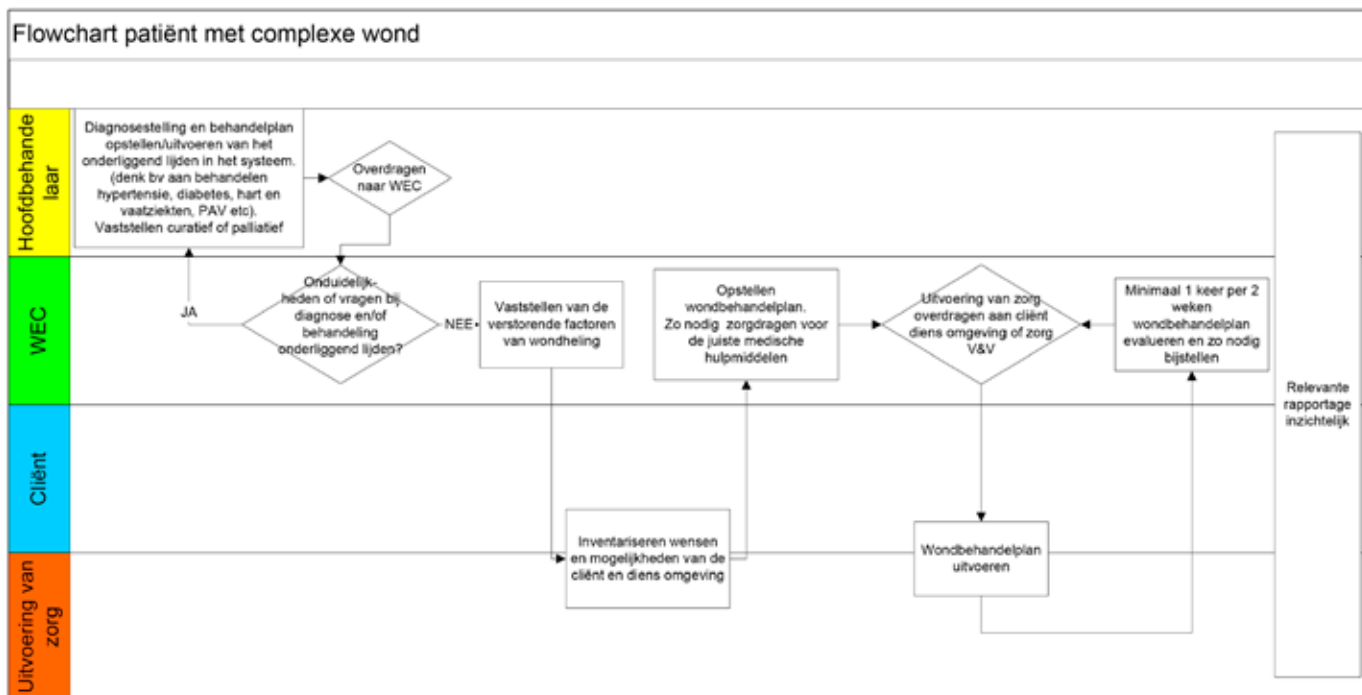 Flowchart patiënt met complexe wond
Hoofdbehande
laar
Diagnosestelling en behandelplan
opstellen/uitvoeren van het
onderliggend lijden in het systeem.
(denk bv aan behandelen
hypertensie, diabetes, hart en
vaatziekten, PAV etc).
Vaststellen curatief of palliatief
Overdragen
naar WEC
WEC
JA
Onduidelijk-
heden of vragen bij
diagnose en/of
behandeling
onderliggend lijden?
NEE
Vaststellen van de
verstorende factoren
van wondheling
Opstellen
wondbehandelplan.
Zo nodig zorgdragen voor
de juiste medische
hulpmiddelen
Uitvoering van zorg
overdragen aan cliënt
diens omgeving of zorg
V&V
Minimaal 1 keer per 2
weken
wondbehandelplan
evalueren en zo nodig
bijstellen
Relevante
rapportage
inzichtelijk
Cliënt
Inventariseren wensen
en mogelijkheden van de
cliënt en diens omgeving
Wondbehandelplan
uitvoeren
Uitvoering van
zorg